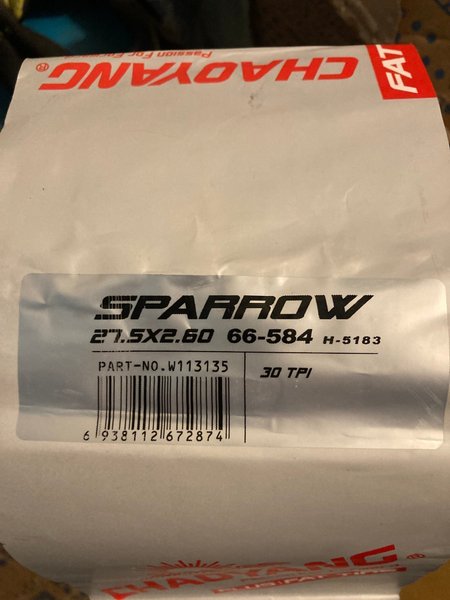 CHAOYANG®
Passion For
FAT
SPARROW
27.5X2.60 66-584 H-5183
PART-NO.W113135
30 TPI
6 938112 672874
CHAOYANG